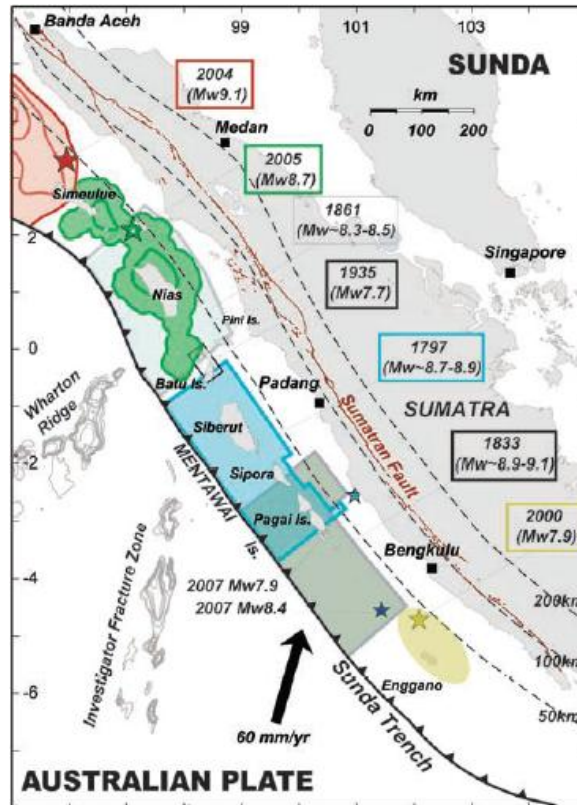 99
101
103
Banda Aceh
SUNDA
2004
(Mw9.1)
km
0 50 100 150 200
Medan
2005
(Mw8.7)
Simeulue
1861
(Mw~8.3-8.5)
Singapore
2
1935
(Mw7.7)
Nias
Pini Is.
1797
(Mw~8.7-8.9)
0
Batu Is.
Padang
Wharton
Ridge
Siberut
Sumatran Fault
SUMATRA
1833
(Mw~8.9-9.1)
-2
MENTAWAI
Is.
Sipora
Pagai Is.
2000
(Mw7.9)
Bengkulu
-4
2007 Mw7.9
2007 Mw8.4
200km
Investigator Fracture Zone
100km
Sunda Trench
Enggano
50km
-6
60 mm/yr
AUSTRALIAN PLATE